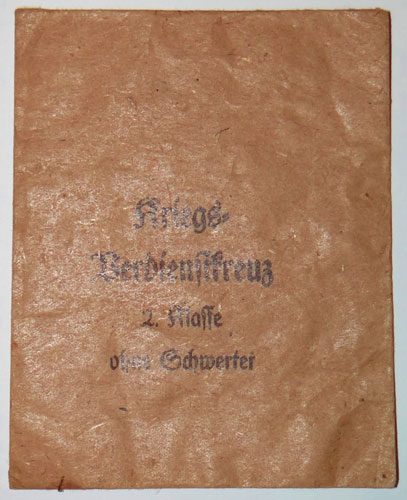 Kriegs-
Verdienstkreuz
2. Klasse
ohne Schwerter